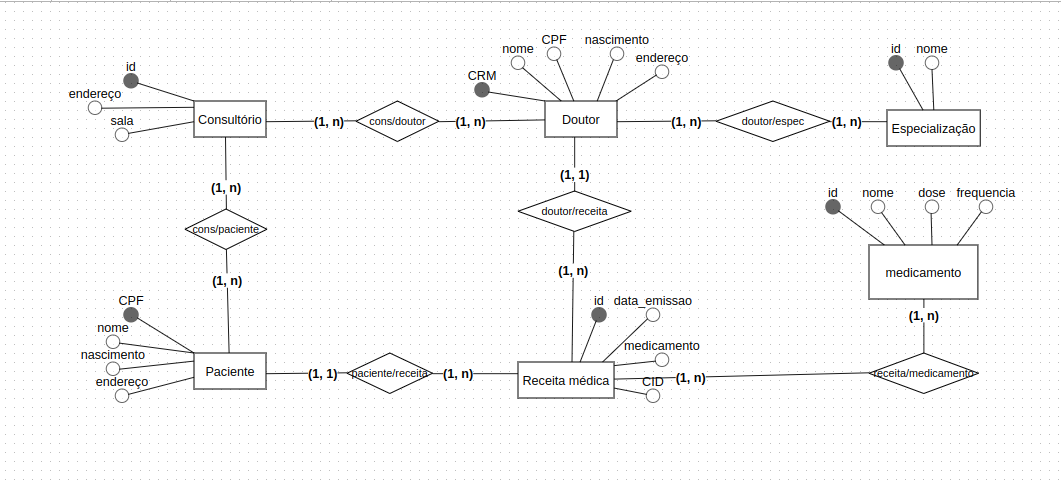 nome
CPF
nascimento
endereço
CRM
id
nome
id
endereço
sala
Consultório
(1, n)
cons/doutor
(1, n)
Doutor
(1, n)
doutor/espec
(1, n)
Especialização
(1, n)
cons/paciente
(1, n)
(1, 1)
doutor/receita
(1, n)
id
nome
dose
frequencia
medicamento
(1, n)
CPF
nome
nascimento
endereço
Paciente
(1, 1)
paciente/receita
(1, n)
id
data_emissao
medicamento
CID
Receita médica
(1, n)
receita/medicamento